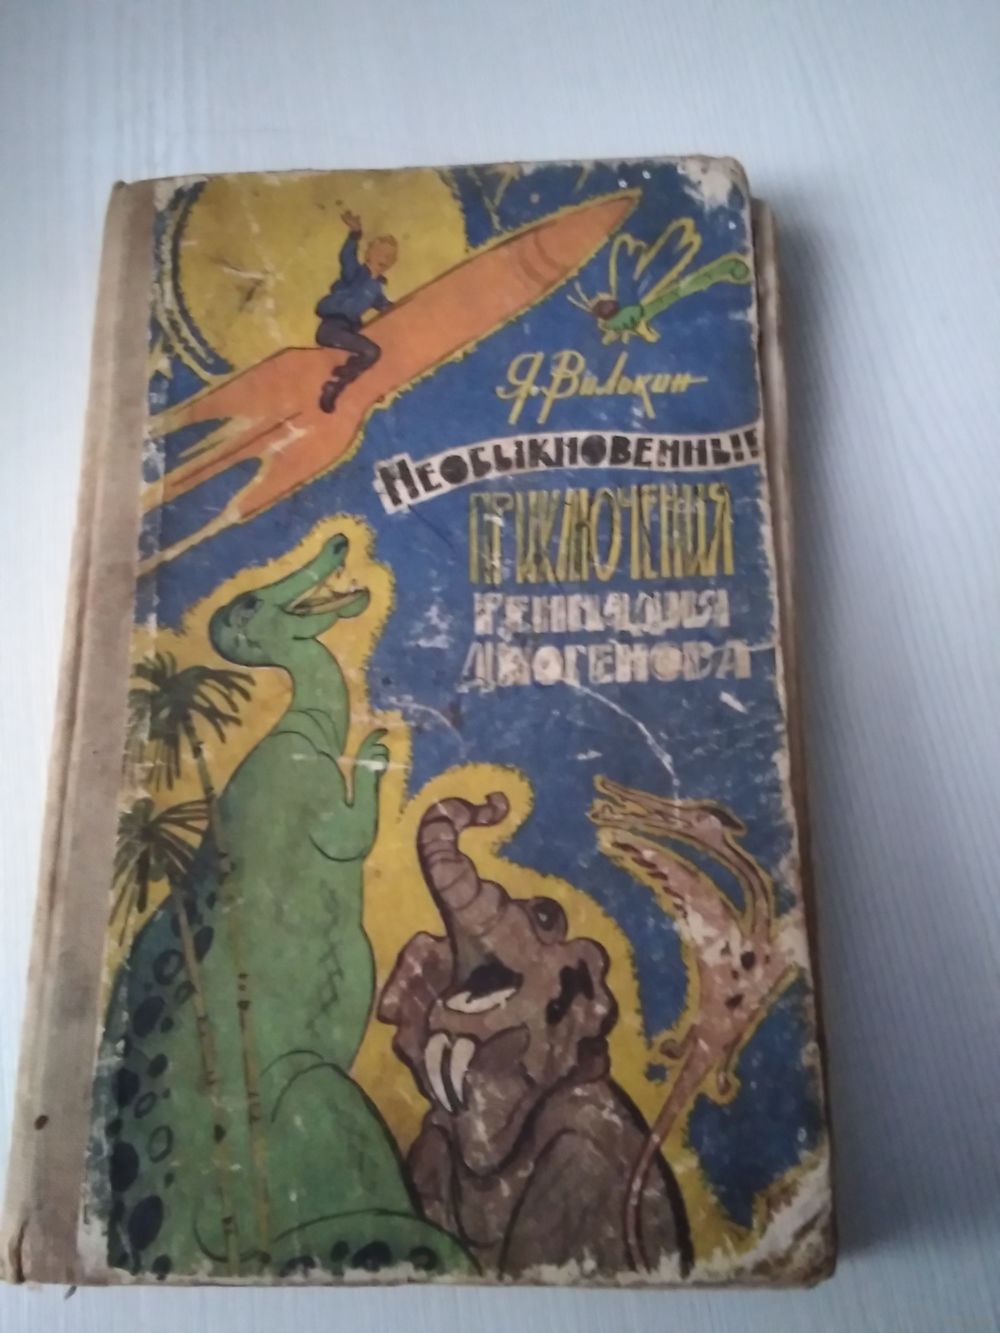 Я. Вилькин
НЕОБЫКНОВЕННЫЕ
ПРИКЛЮЧЕНИЯ
ГЕННАДИЯ
ДИОГЕНОВА